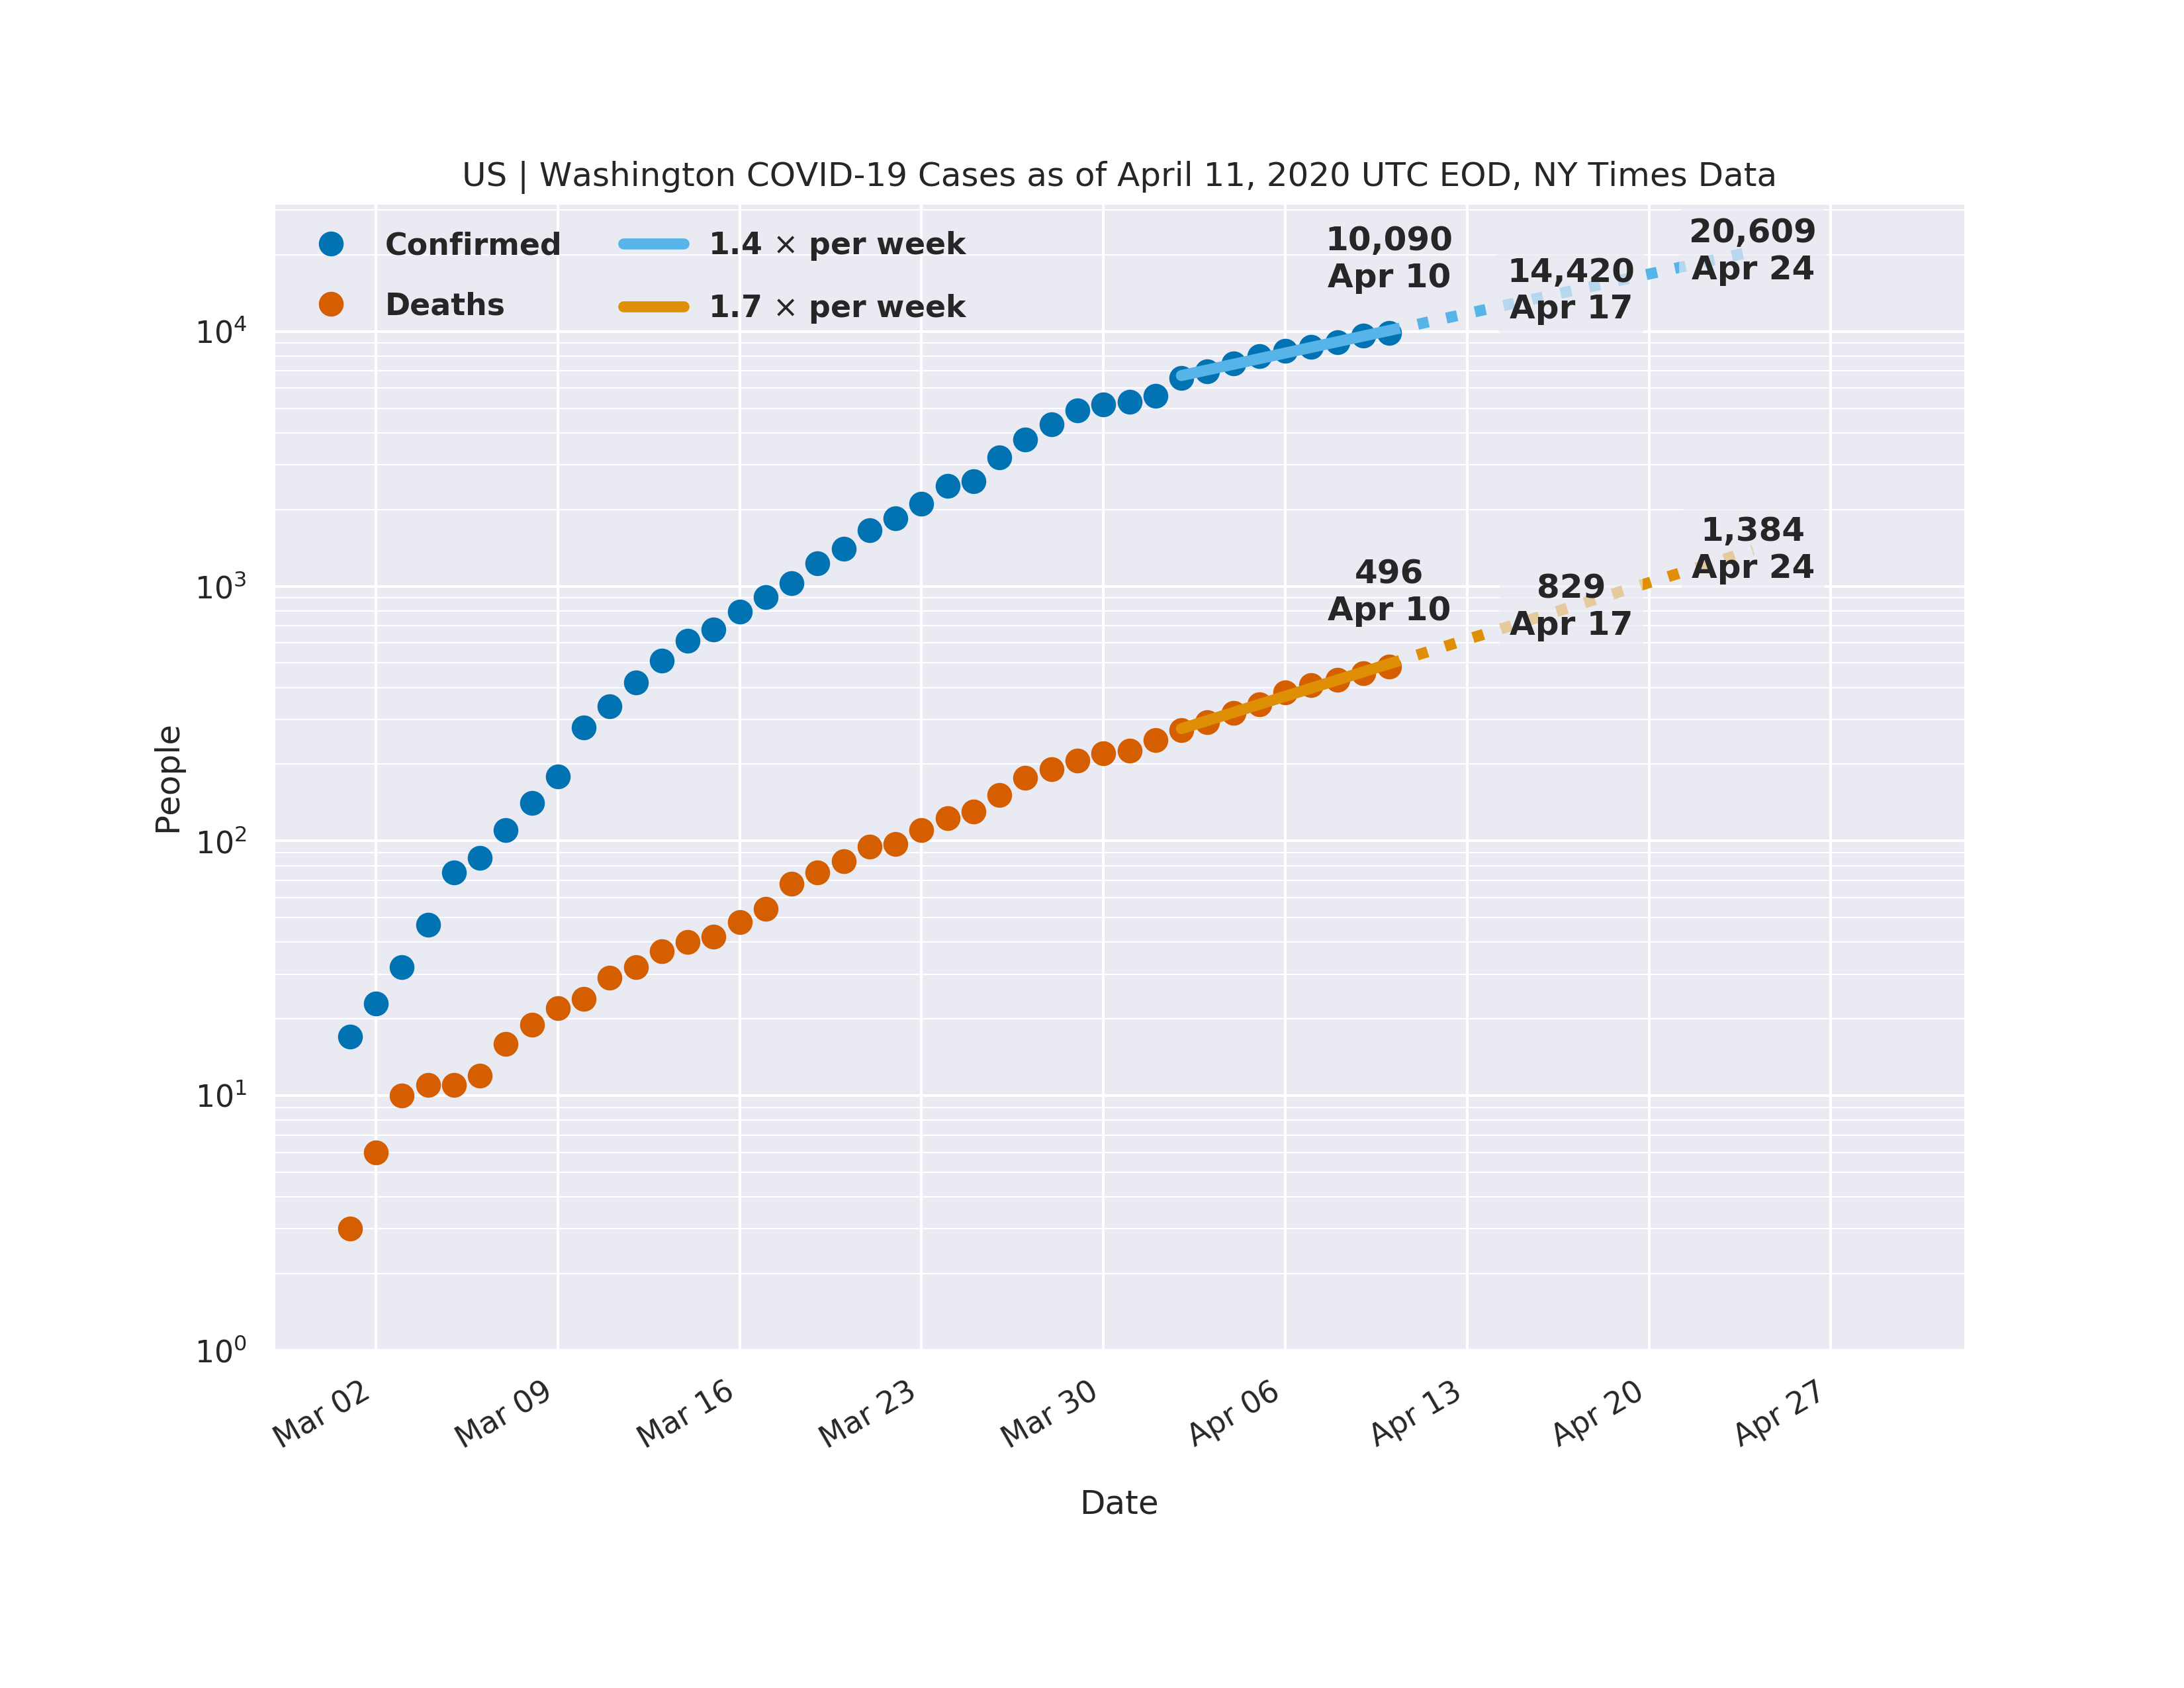 US | Washington COVID-19 Cases as of April 11, 2020 UTC EOD, NY Times Data
Confirmed
Deaths
1.4 × per week
1.7 × per week
10,090
Apr 10
14,420
Apr 17
20,609
Apr 24
496
Apr 10
829
Apr 17
1,384
Apr 24
People
10⁴
10³
10²
10¹
10⁰
Mar 02
Mar 09
Mar 16
Mar 23
Mar 30
Apr 06
Apr 13
Apr 20
Apr 27
Date